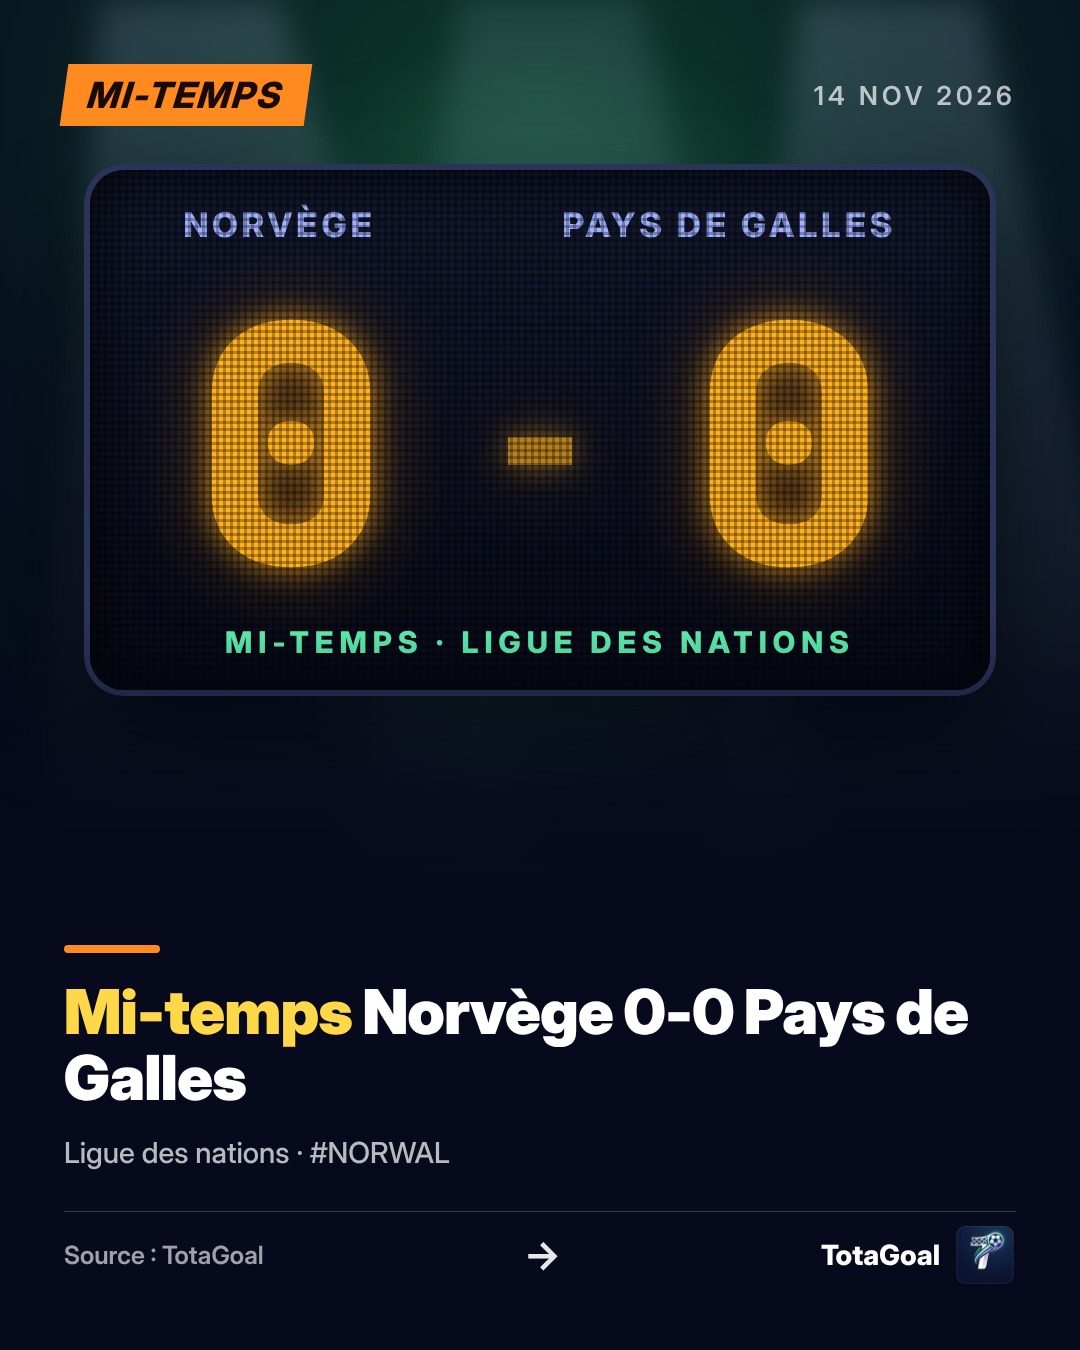 MI-TEMPS
14 NOV 2026
NORVÈGE
PAYS DE GALLES
0 - 0
MI-TEMPS · LIGUE DES NATIONS
Mi-temps Norvège 0-0 Pays de
Galles
Ligue des nations · #NORWAL
Source : TotaGoal
→
TotaGoal